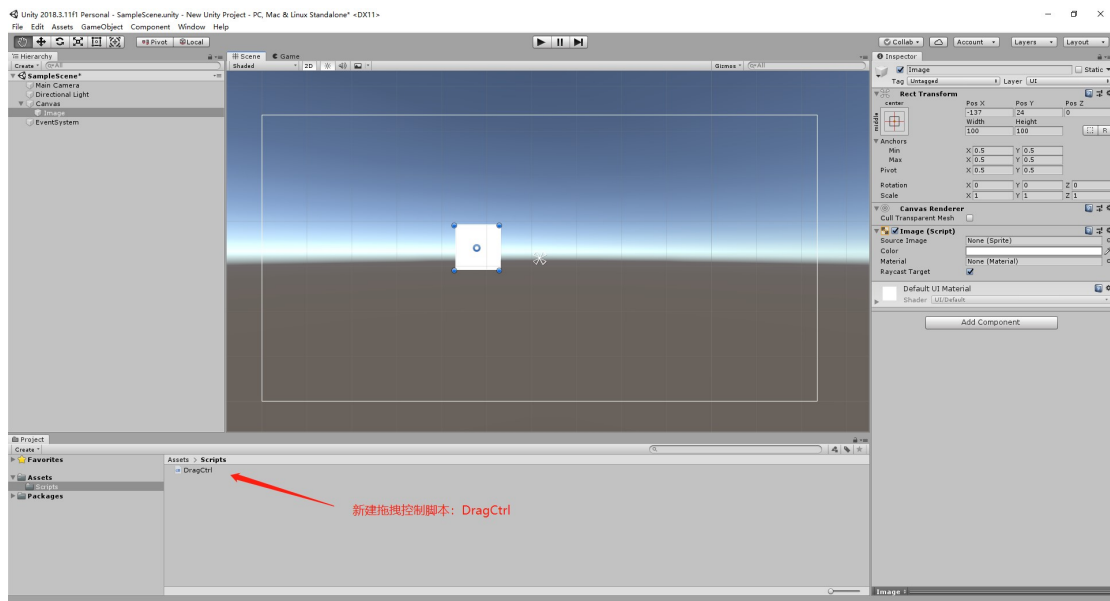 Unity 2018.3.11f1 Personal - SampleScene.unity - New Unity Project - PC, Mac & Linux Standalone* <DX11>
File Edit Assets GameObject Component Window Help
Pivot Local
Collab Account Layers Layout
Hierarchy
Create All
SampleScene*
Main Camera
Directional Light
Canvas
Image
EventSystem
Scene Game
Shaded 2D Gizmos All
Inspector
Image Static
Tag Untagged Layer UI
Rect Transform
center Pos X Pos Y Pos Z
-137 24 0
middle
Width Height
100 100 R
Anchors
Min X 0.5 Y 0.5
Max X 0.5 Y 0.5
Pivot X 0.5 Y 0.5
Rotation X 0 Y 0 Z 0
Scale X 1 Y 1 Z 1
Canvas Renderer
Cull Transparent Mesh
Image (Script)
Source Image None (Sprite)
Color
Material None (Material)
Raycast Target
Default UI Material
Shader UI/Default
Add Component
Project
Create
Favorites
Assets
Scripts
Packages
Assets > Scripts
DragCtrl
新建拖拽控制脚本：DragCtrl
Image